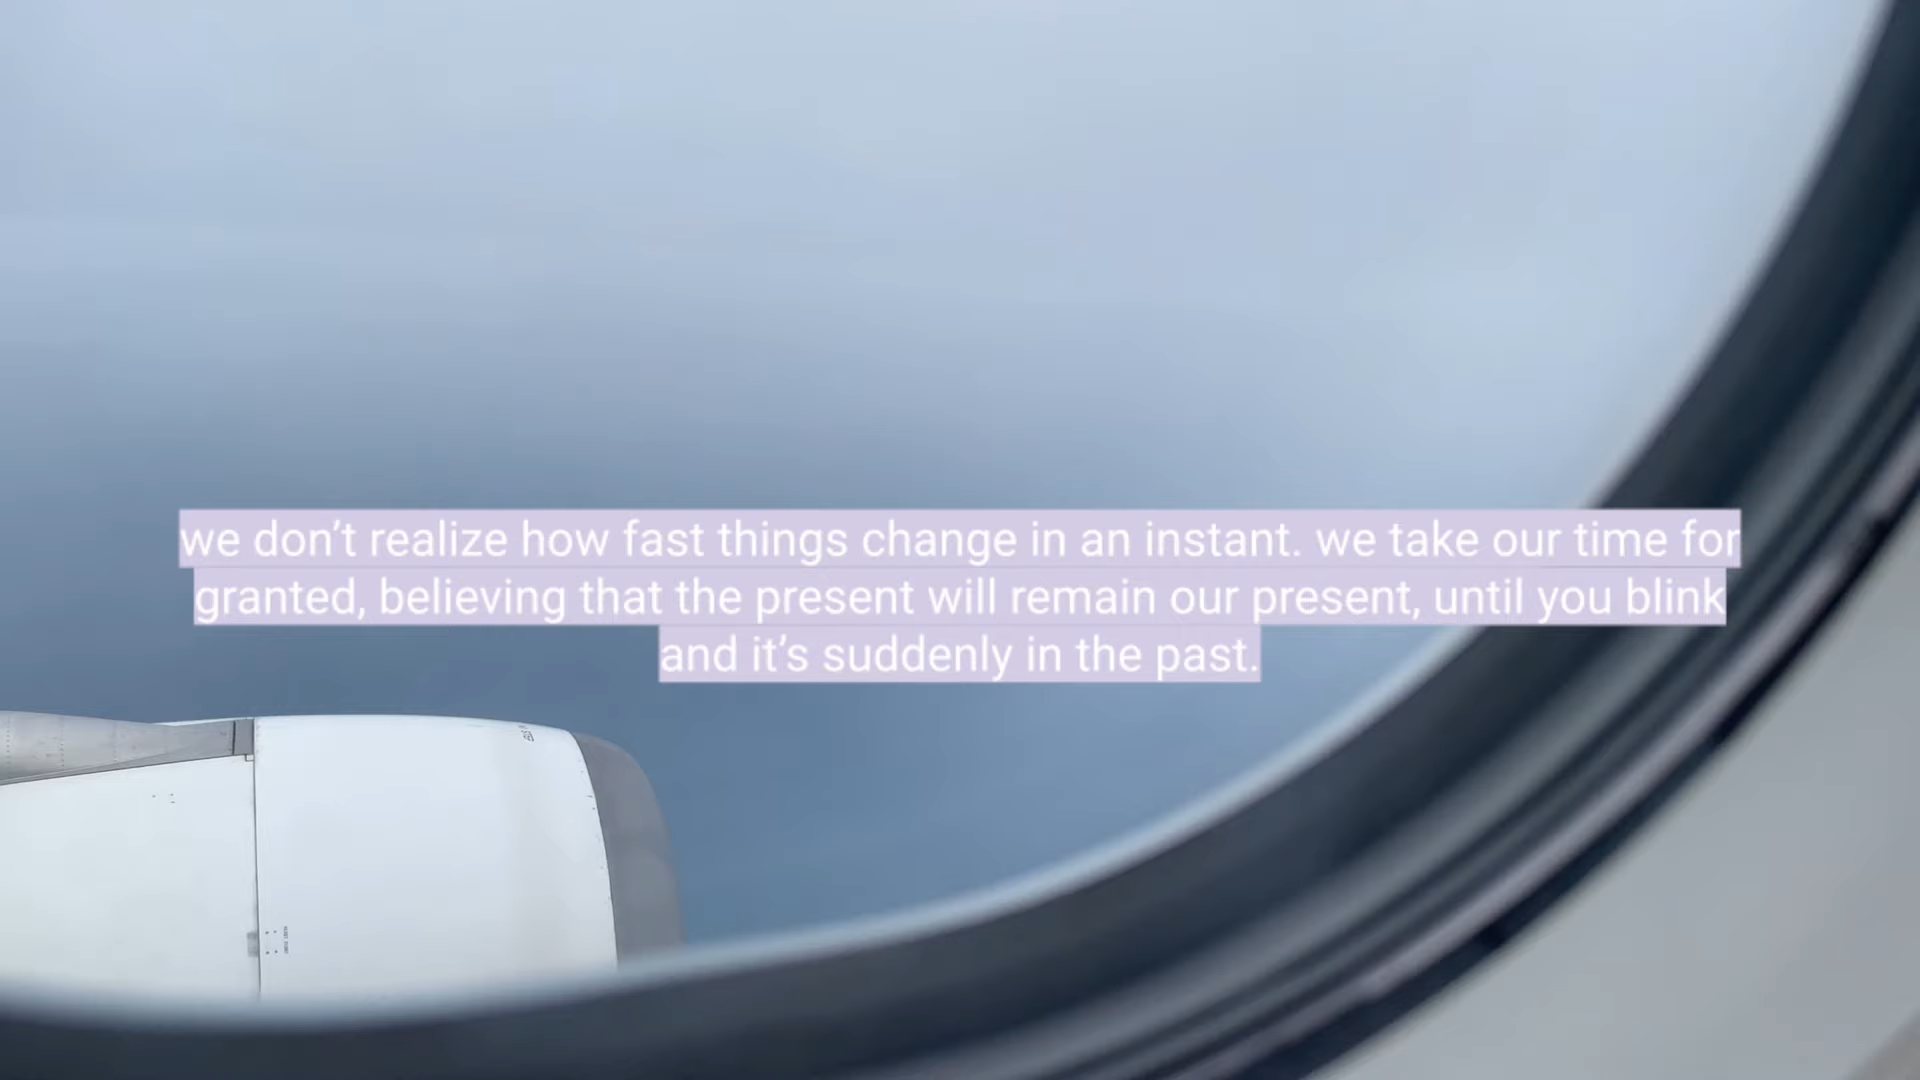 we don’t realize how fast things change in an instant. we take our time for
granted, believing that the present will remain our present, until you blink
and it’s suddenly in the past.